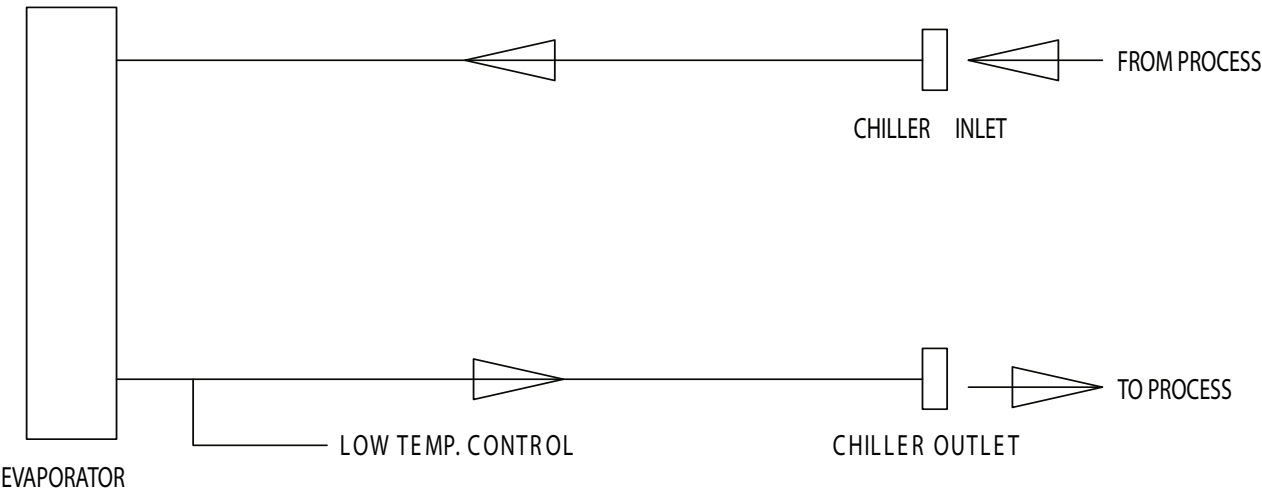 FROM PROCESS
CHILLER INLET
TO PROCESS
LOW TEMP. CONTROL
CHILLER OUTLET
EVAPORATOR